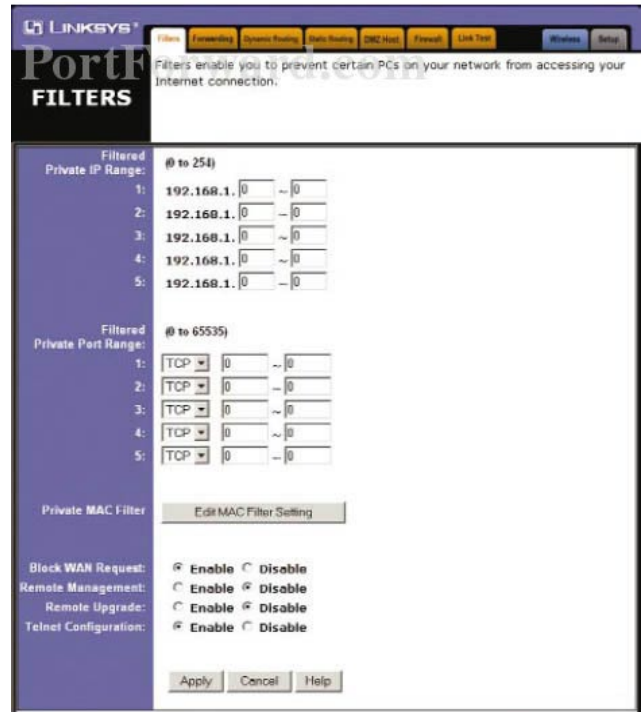 LINKSYS®
Filters Forwarding Dynamic Routing Static Routing DMZ Host Firewall Link Test Wireless Setup
PortForward.com
FILTERS
Filters enable you to prevent certain PCs on your network from accessing your
Internet connection.
Filtered
Private IP Range:
(0 to 254)
1: 192.168.1. 0 ~ 0
2: 192.168.1. 0 ~ 0
3: 192.168.1. 0 ~ 0
4: 192.168.1. 0 ~ 0
5: 192.168.1. 0 ~ 0
Filtered
Private Port Range:
(0 to 65535)
1: TCP 0 ~ 0
2: TCP 0 ~ 0
3: TCP 0 ~ 0
4: TCP 0 ~ 0
5: TCP 0 ~ 0
Private MAC Filter Edit MAC Filter Setting
Block WAN Request: Enable Disable
Remote Management: Enable Disable
Remote Upgrade: Enable Disable
Telnet Configuration: Enable Disable
Apply Cancel Help